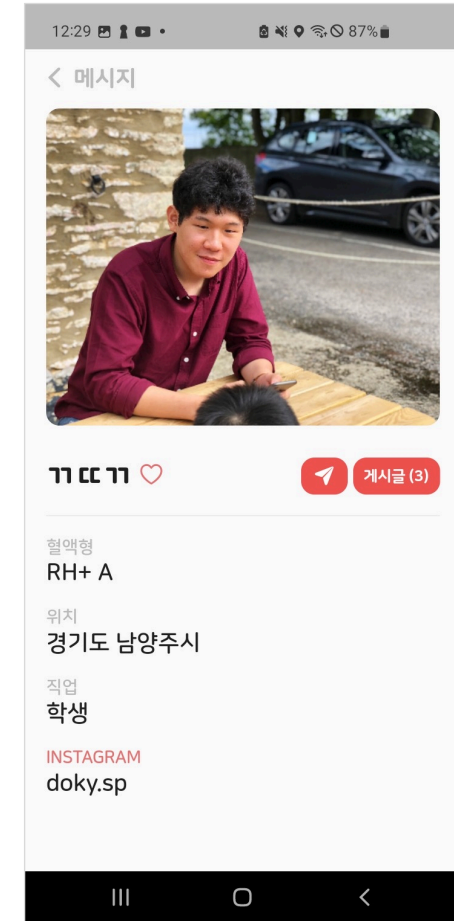 12:29
87%
메시지
ㄲㄸㄲ
게시글 (3)
혈액형
RH+ A
위치
경기도 남양주시
직업
학생
INSTAGRAM
doky.sp